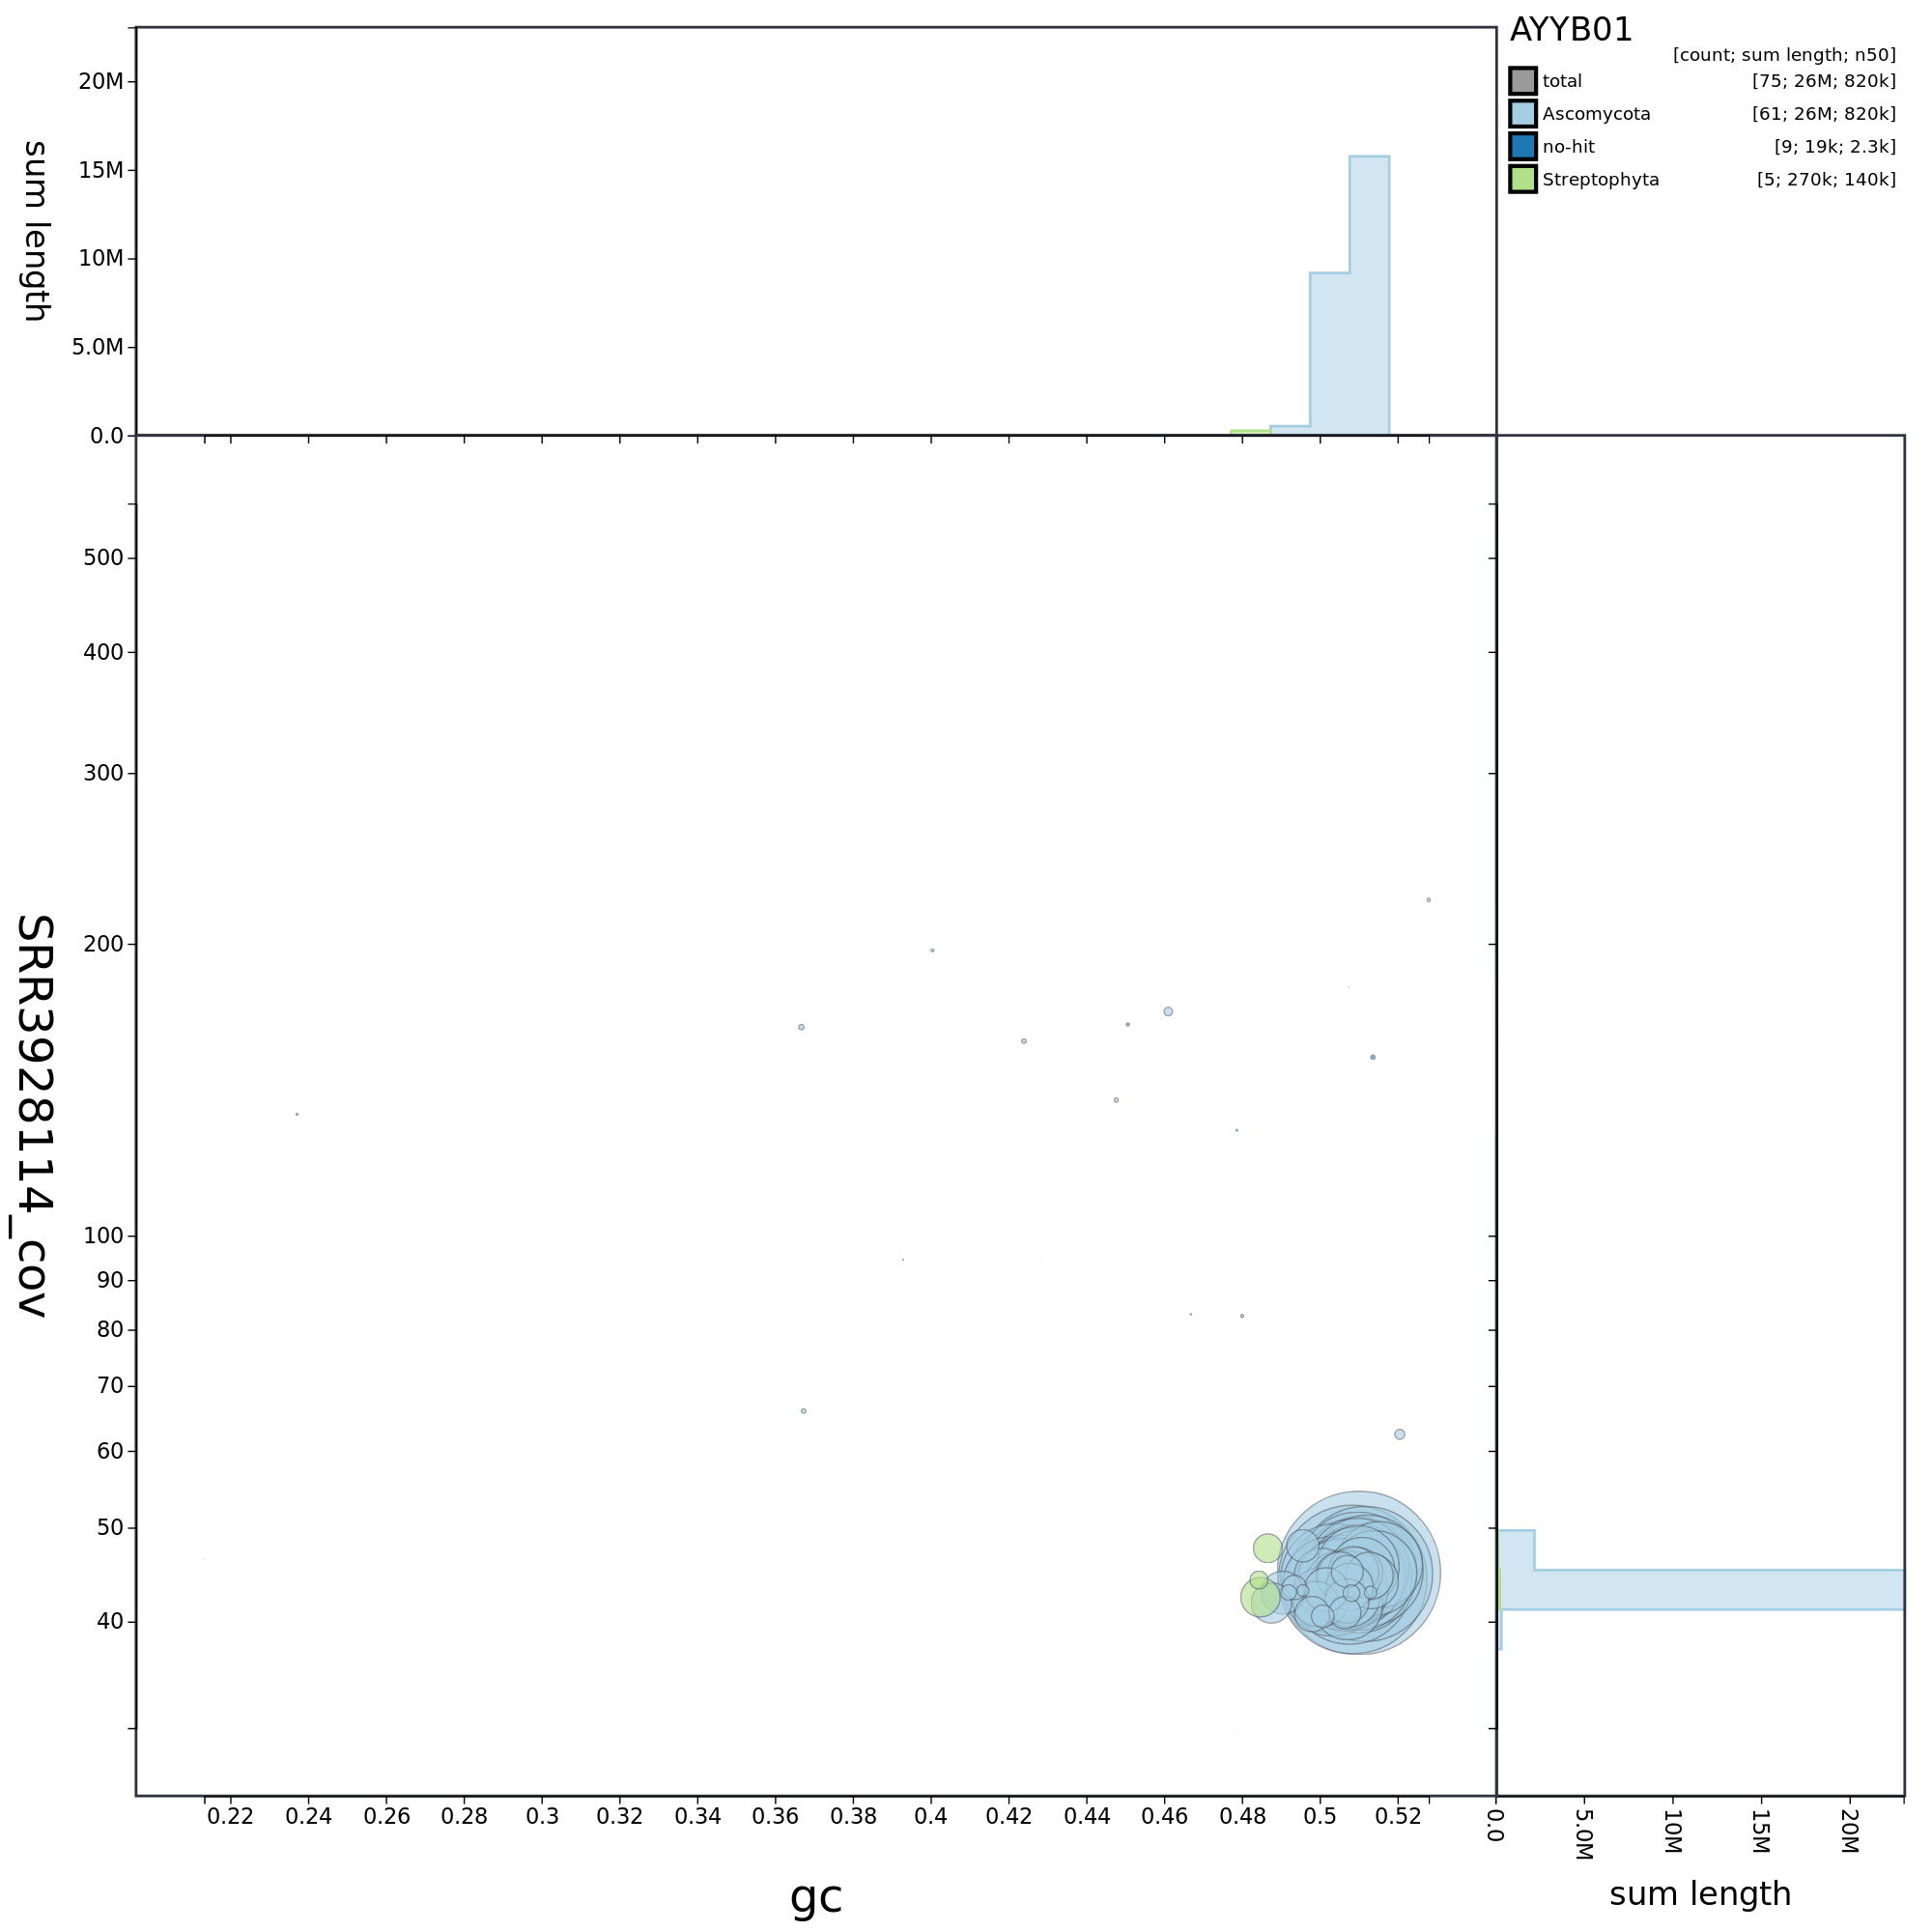 AYYB01
[count; sum length; n50]
total [75; 26M; 820k]
Ascomycota [61; 26M; 820k]
no-hit [9; 19k; 2.3k]
Streptophyta [5; 270k; 140k]
sum length
20M
15M
10M
5.0M
0.0
SRR3928114_cov
500
400
300
200
100
90
80
70
60
50
40
0.22 0.24 0.26 0.28 0.3 0.32 0.34 0.36 0.38 0.4 0.42 0.44 0.46 0.48 0.5 0.52
gc
0.0 5.0M 10M 15M 20M
sum length